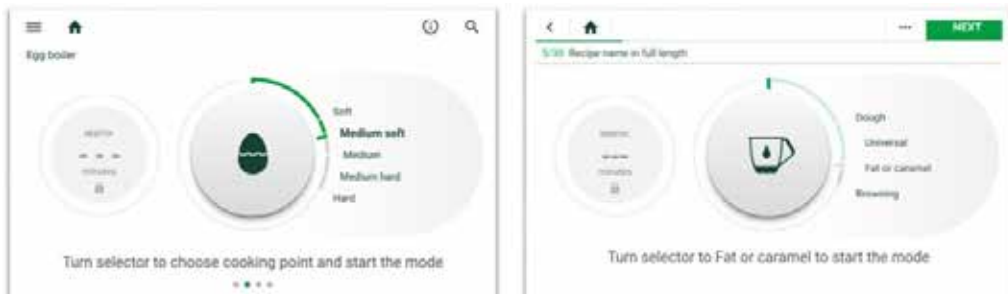 Egg boiler
Soft
Medium soft
Medium
Medium hard
Hard
minutes
Turn selector to choose cooking point and start the mode
NEXT
5/30 Recipe name in full length
Dough
Universal
Fat or caramel
Browning
minutes
Turn selector to Fat or caramel to start the mode